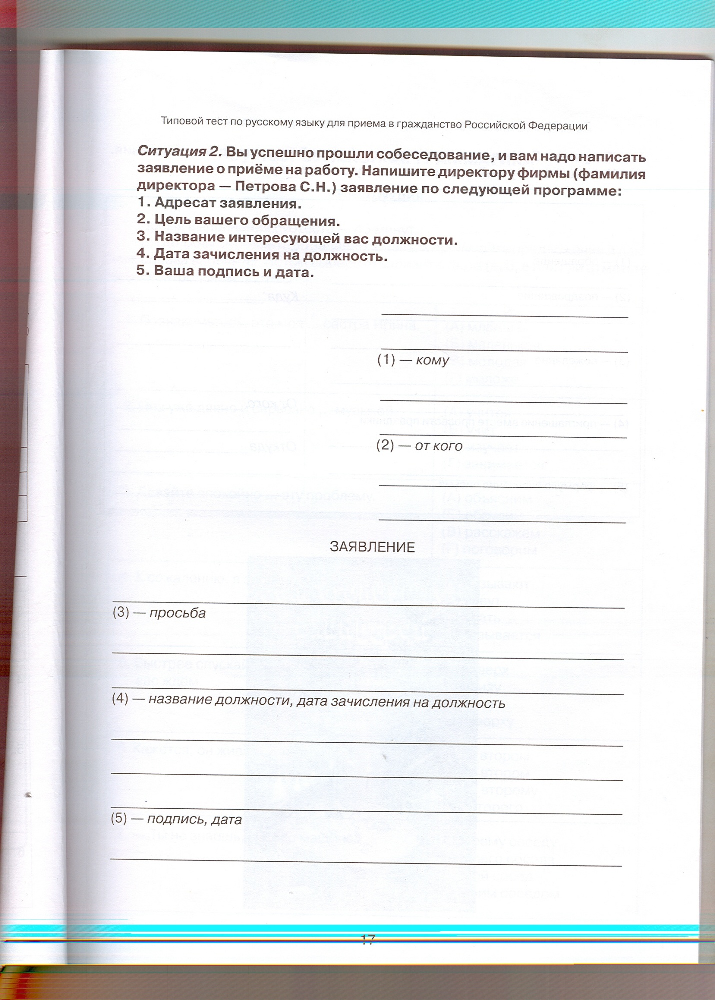 Типовой тест по русскому языку для приема в гражданство Российской Федерации
Ситуация 2. Вы успешно прошли собеседование, и вам надо написать
заявление о приёме на работу. Напишите директору фирмы (фамилия
директора — Петрова С.Н.) заявление по следующей программе:
1. Адресат заявления.
2. Цель вашего обращения.
3. Название интересующей вас должности.
4. Дата зачисления на должность.
5. Ваша подпись и дата.
(1) — кому
(2) — от кого
ЗАЯВЛЕНИЕ
(3) — просьба
(4) — название должности, дата зачисления на должность
(5) — подпись, дата
17